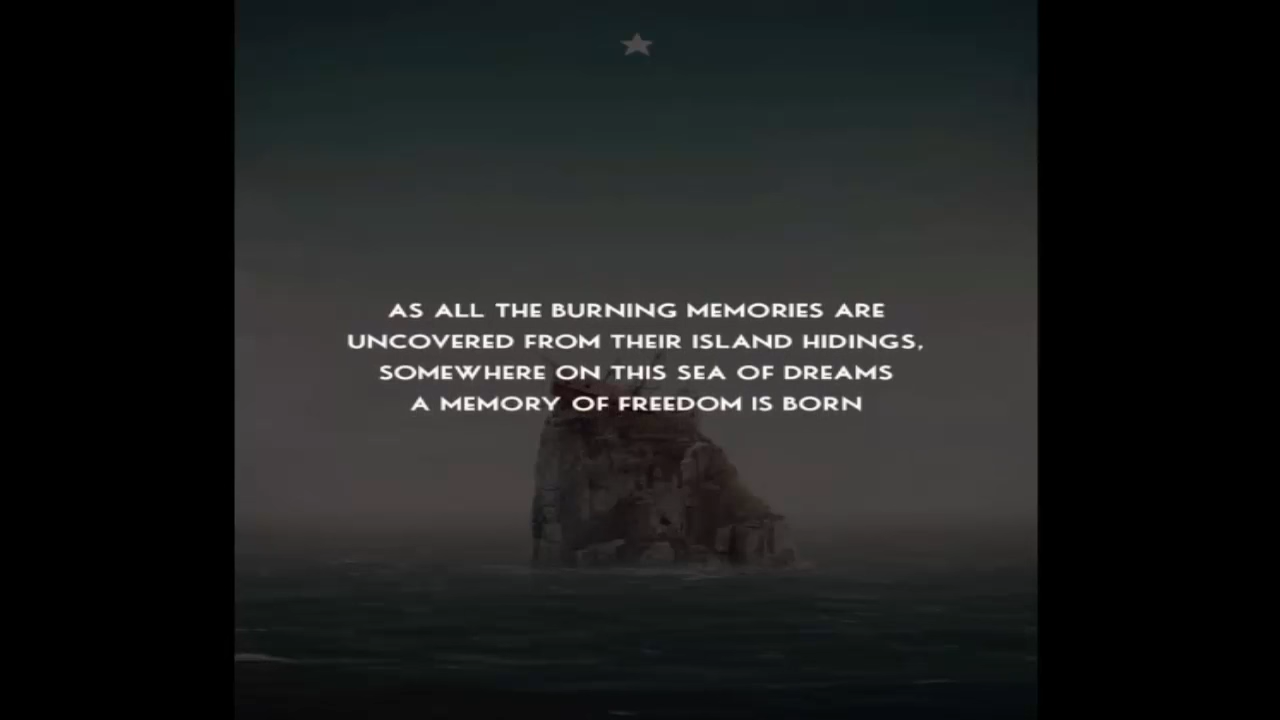 AS ALL THE BURNING MEMORIES ARE
UNCOVERED FROM THEIR ISLAND HIDINGS,
SOMEWHERE ON THIS SEA OF DREAMS
A MEMORY OF FREEDOM IS BORN